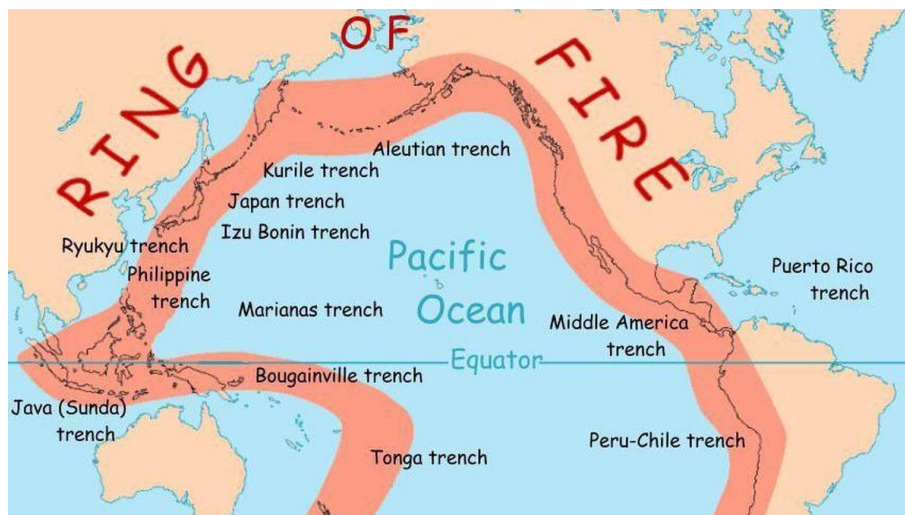 RING OF FIRE
Aleutian trench
Kurile trench
Japan trench
Izu Bonin trench
Ryukyu trench
Philippine
trench
Marianas trench
Pacific
Ocean
Puerto Rico
trench
Middle America
trench
Equator
Bougainville trench
Java (Sunda)
trench
Tonga trench
Peru-Chile trench